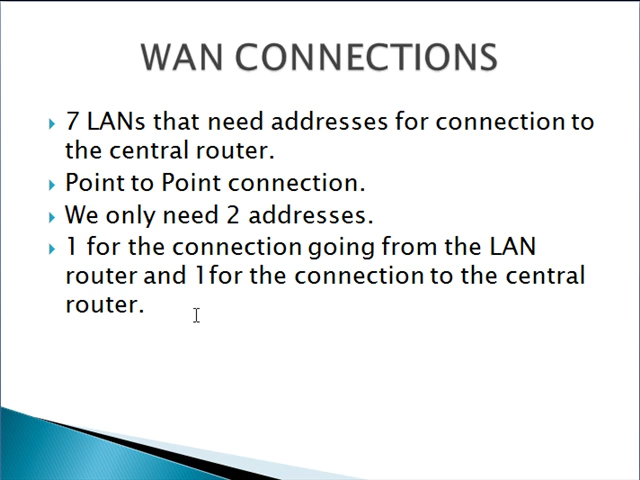 WAN CONNECTIONS
7 LANs that need addresses for connection to
the central router.
Point to Point connection.
We only need 2 addresses.
1 for the connection going from the LAN
router and 1for the connection to the central
router.